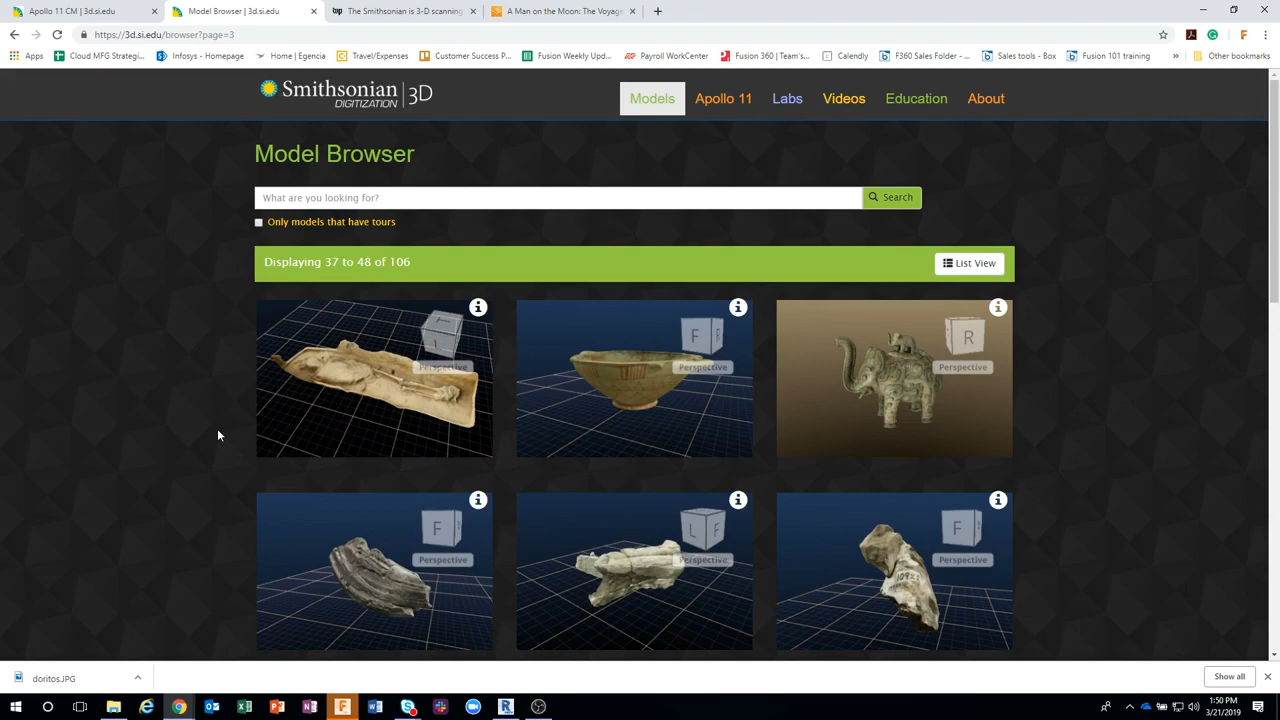 Apollo 11 CM | 3d.si.edu
Model Browser | 3d.si.edu
The Smithsonian is 3-D scanning
A Man on the Moon: The Voyage
https://3d.si.edu/browser?page=3
Apps
Cloud MFG Strategi...
Infosys - Homepage
Home | Egencia
Travel/Expenses
Customer Success P...
Fusion Weekly Upd...
Payroll WorkCenter
Fusion 360 | Team's...
Calendly
F360 Sales Folder - ...
Sales tools - Box
Fusion 101 training
»
Other bookmarks
Smithsonian
DIGITIZATION | 3D
Models
Apollo 11
Labs
Videos
Education
About
Model Browser
What are you looking for?
Search
Only models that have tours
Displaying 37 to 48 of 106
List View
Perspective
F
Perspective
R
Perspective
F
Perspective
L F
Perspective
F
Perspective
doritos.JPG
Show all
1:50 PM
3/21/2019